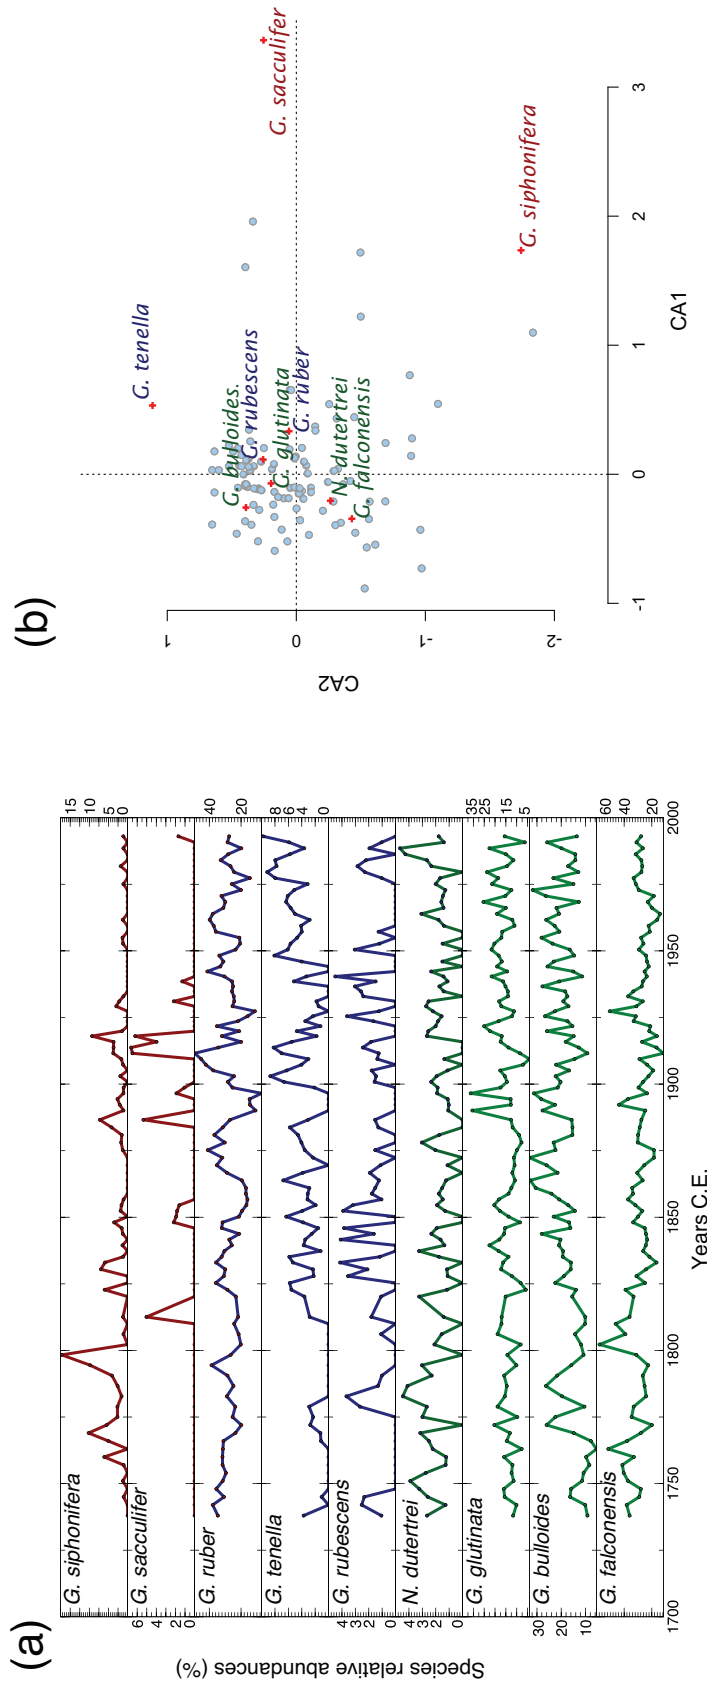 (a)
Species relative abundances (%)
G. siphonifera
15
10
5
0
G. sacculifer
6
4
2
0
G. ruber
40
20
G. tenella
8
6
4
0
G. rubescens
4
3
2
0
N. dutertrei
4
3
2
0
G. glutinata
35
25
15
5
G. bulloides
30
20
10
G. falconensis
60
40
20
1700
1750
1800
1850
1900
1950
2000
Years C.E.
(b)
CA2
1
0
-1
-2
CA1
-1
0
1
2
3
G. tenella
G. sacculifer
G. bulloides.
G. rubescens
G. glutinata
G. ruber
N. dutertrei
G. falconensis
G. siphonifera